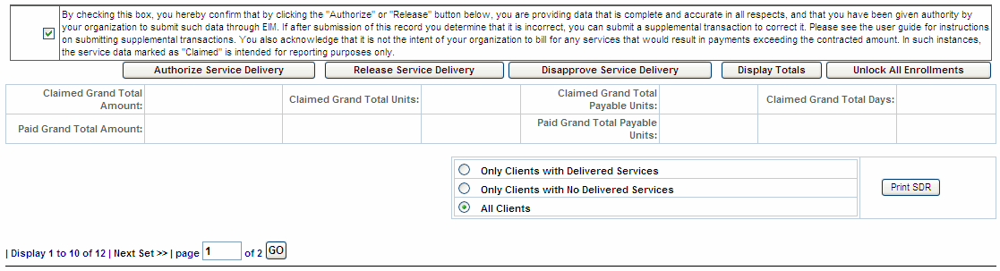 By checking this box, you hereby confirm that by clicking the "Authorize" or "Release" button below, you are providing data that is complete and accurate in all respects, and that you have been given authority by
your organization to submit such data through EIM. If after submission of this record you determine that it is incorrect, you can submit a supplemental transaction to correct it. Please see the user guide for instructions
on submitting supplemental transactions. You also acknowledge that it is not the intent of your organization to bill for any services that would result in payments exceeding the contracted amount. In such instances,
the service data marked as "Claimed" is intended for reporting purposes only.
Authorize Service Delivery Release Service Delivery Disapprove Service Delivery Display Totals Unlock All Enrollments
Claimed Grand Total
Amount:
Claimed Grand Total Units:
Claimed Grand Total
Payable Units:
Claimed Grand Total Days:
Paid Grand Total Amount:
Paid Grand Total Payable
Units:
Only Clients with Delivered Services
Only Clients with No Delivered Services
All Clients
Print SDR
| Display 1 to 10 of 12 | Next Set >> | page 1 of 2 GO